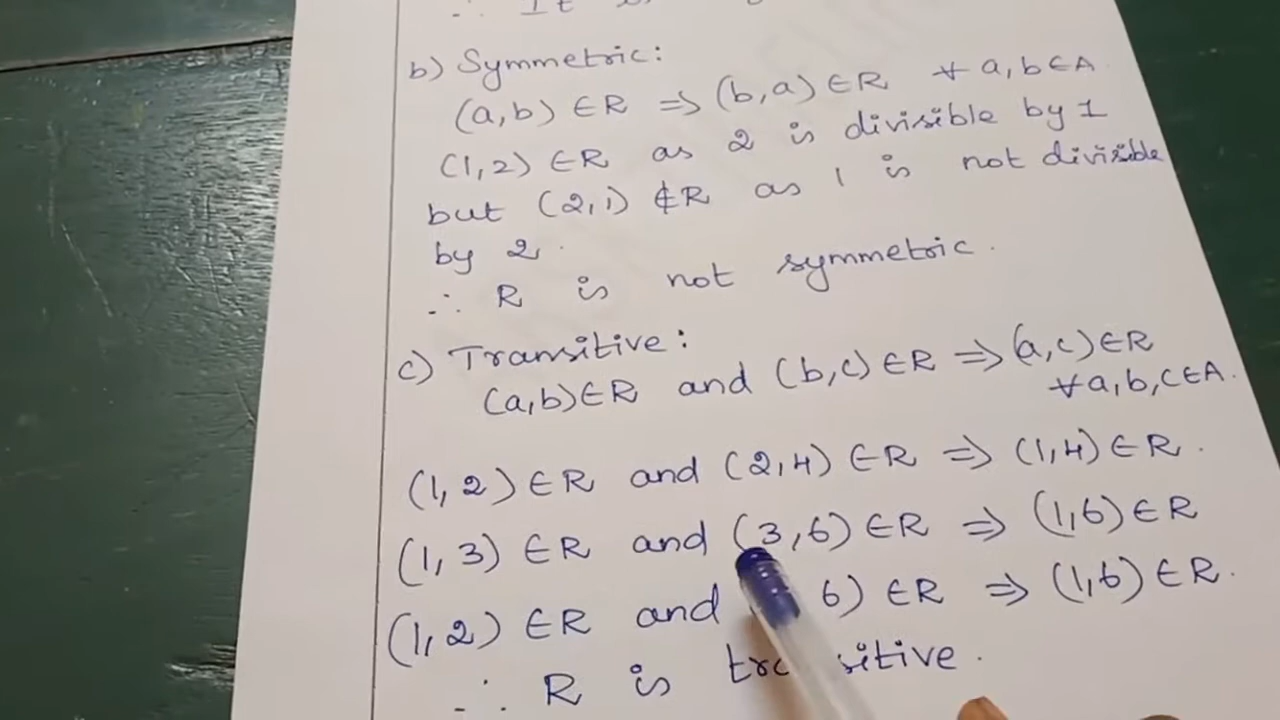 ∴ It
b) Symmetric:
(a,b) ∈R ⇒ (b,a) ∈R ∀ a,b∈A
(1,2) ∈R as 2 is divisible by 1
but (2,1) ∉R as 1 is not divisible
by 2.
∴ R is not symmetric.
c) Transitive:
(a,b)∈R and (b,c)∈R ⇒ (a,c)∈R
∀a,b,c∈A.
(1,2)∈R and (2,4)∈R ⇒ (1,4)∈R.
(1,3)∈R and (3,6)∈R ⇒ (1,6)∈R
(1,2)∈R and 6)∈R ⇒ (1,6)∈R.
∴ R is sitive.